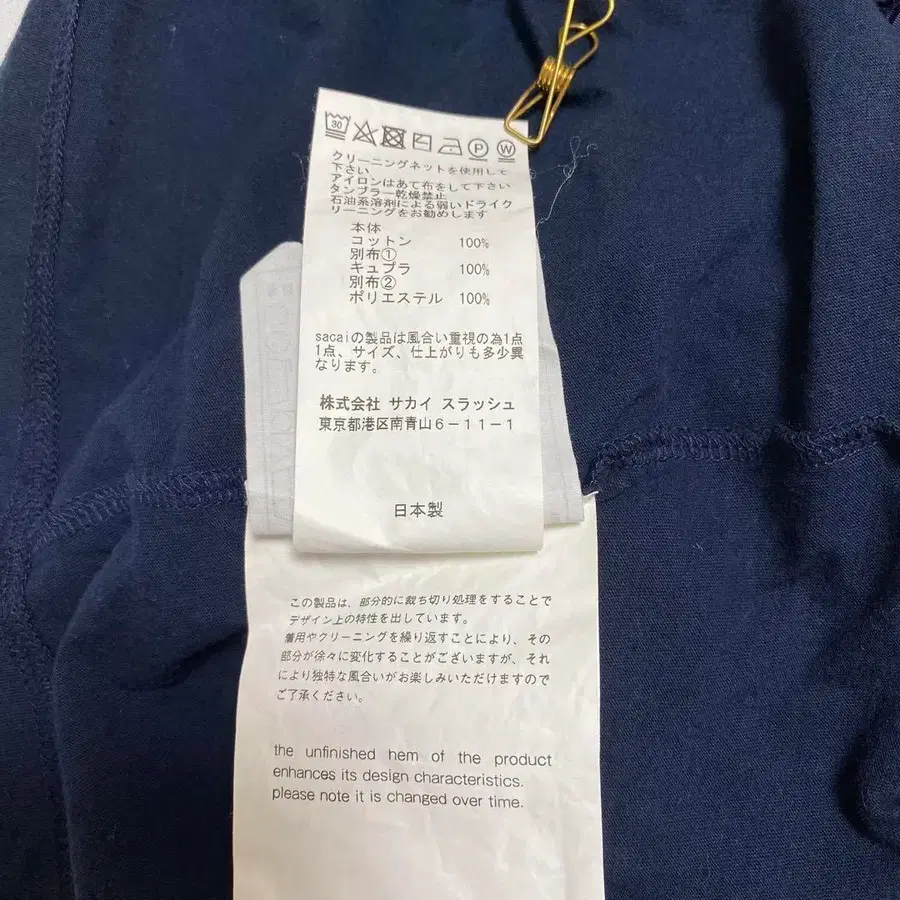 30
P W
クリーニングネットを使用して
下さい
アイロンはあて布をして下さい
タンブラー乾燥禁止
石油系溶剤による弱いドライク
リーニングをお勧めします
本体
コットン 100%
別布①
キュプラ 100%
別布②
ポリエステル 100%
sacaiの製品は風合い重視の為1点
1点、サイズ、仕上がりも多少異
なります。
株式会社 サカイ スラッシュ
東京都港区南青山6-11-1
日本製
この製品は、部分的に裁ち切り処理をすることで
デザイン上の特性を出しています。
着用やクリーニングを繰り返すことにより、その
部分が徐々に変化することがございますが、それ
により独特な風合いがお楽しみいただけますので
ご了承ください。
the unfinished hem of the product
enhances its design characteristics.
please note it is changed over time.